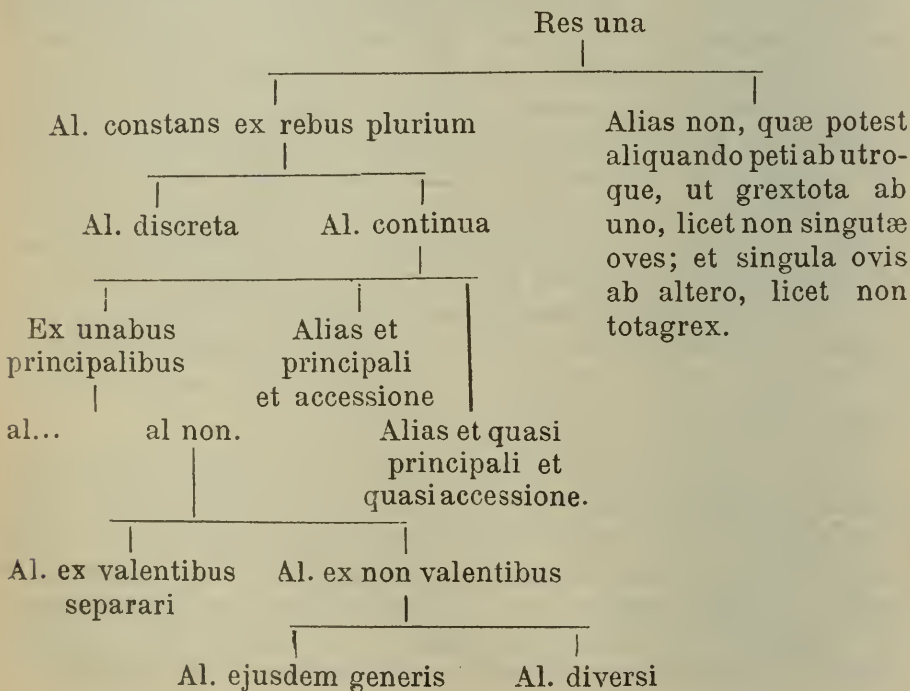 Res una
Al. constans ex rebus plurium
Alias non, quæ potest
aliquando peti ab utro-
que, ut grextota ab
uno, licet non singutæ
oves; et singula ovis
ab altero, licet non
totagrex.
Al. discreta Al. continua
Ex unabus
principalibus
Alias et
principali
et accessione
al... al non.
Alias et quasi
principali et
quasi accessione.
Al. ex valentibus
separari
Al. ex non valentibus
Al. ejusdem generis Al. diversi